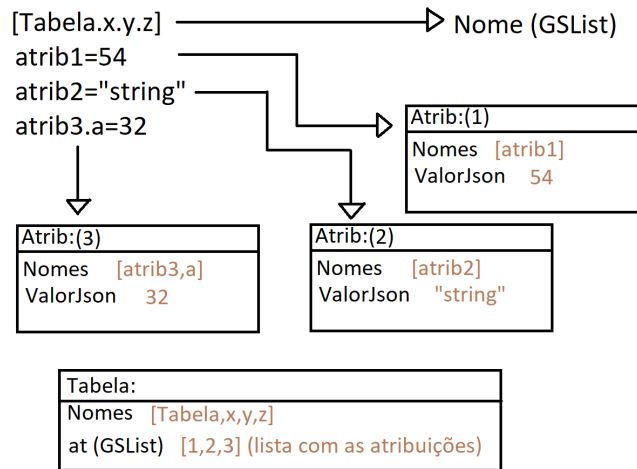 [Tabela.x.y.z]
Nome (GSList)
atrib1=54
atrib2="string"
atrib3.a=32
Atrib:(1)
Nomes [atrib1]
ValorJson 54
Atrib:(3)
Nomes [atrib3,a]
ValorJson 32
Atrib:(2)
Nomes [atrib2]
ValorJson "string"
Tabela:
Nomes [Tabela,x,y,z]
at (GSList) [1,2,3] (lista com as atribuições)